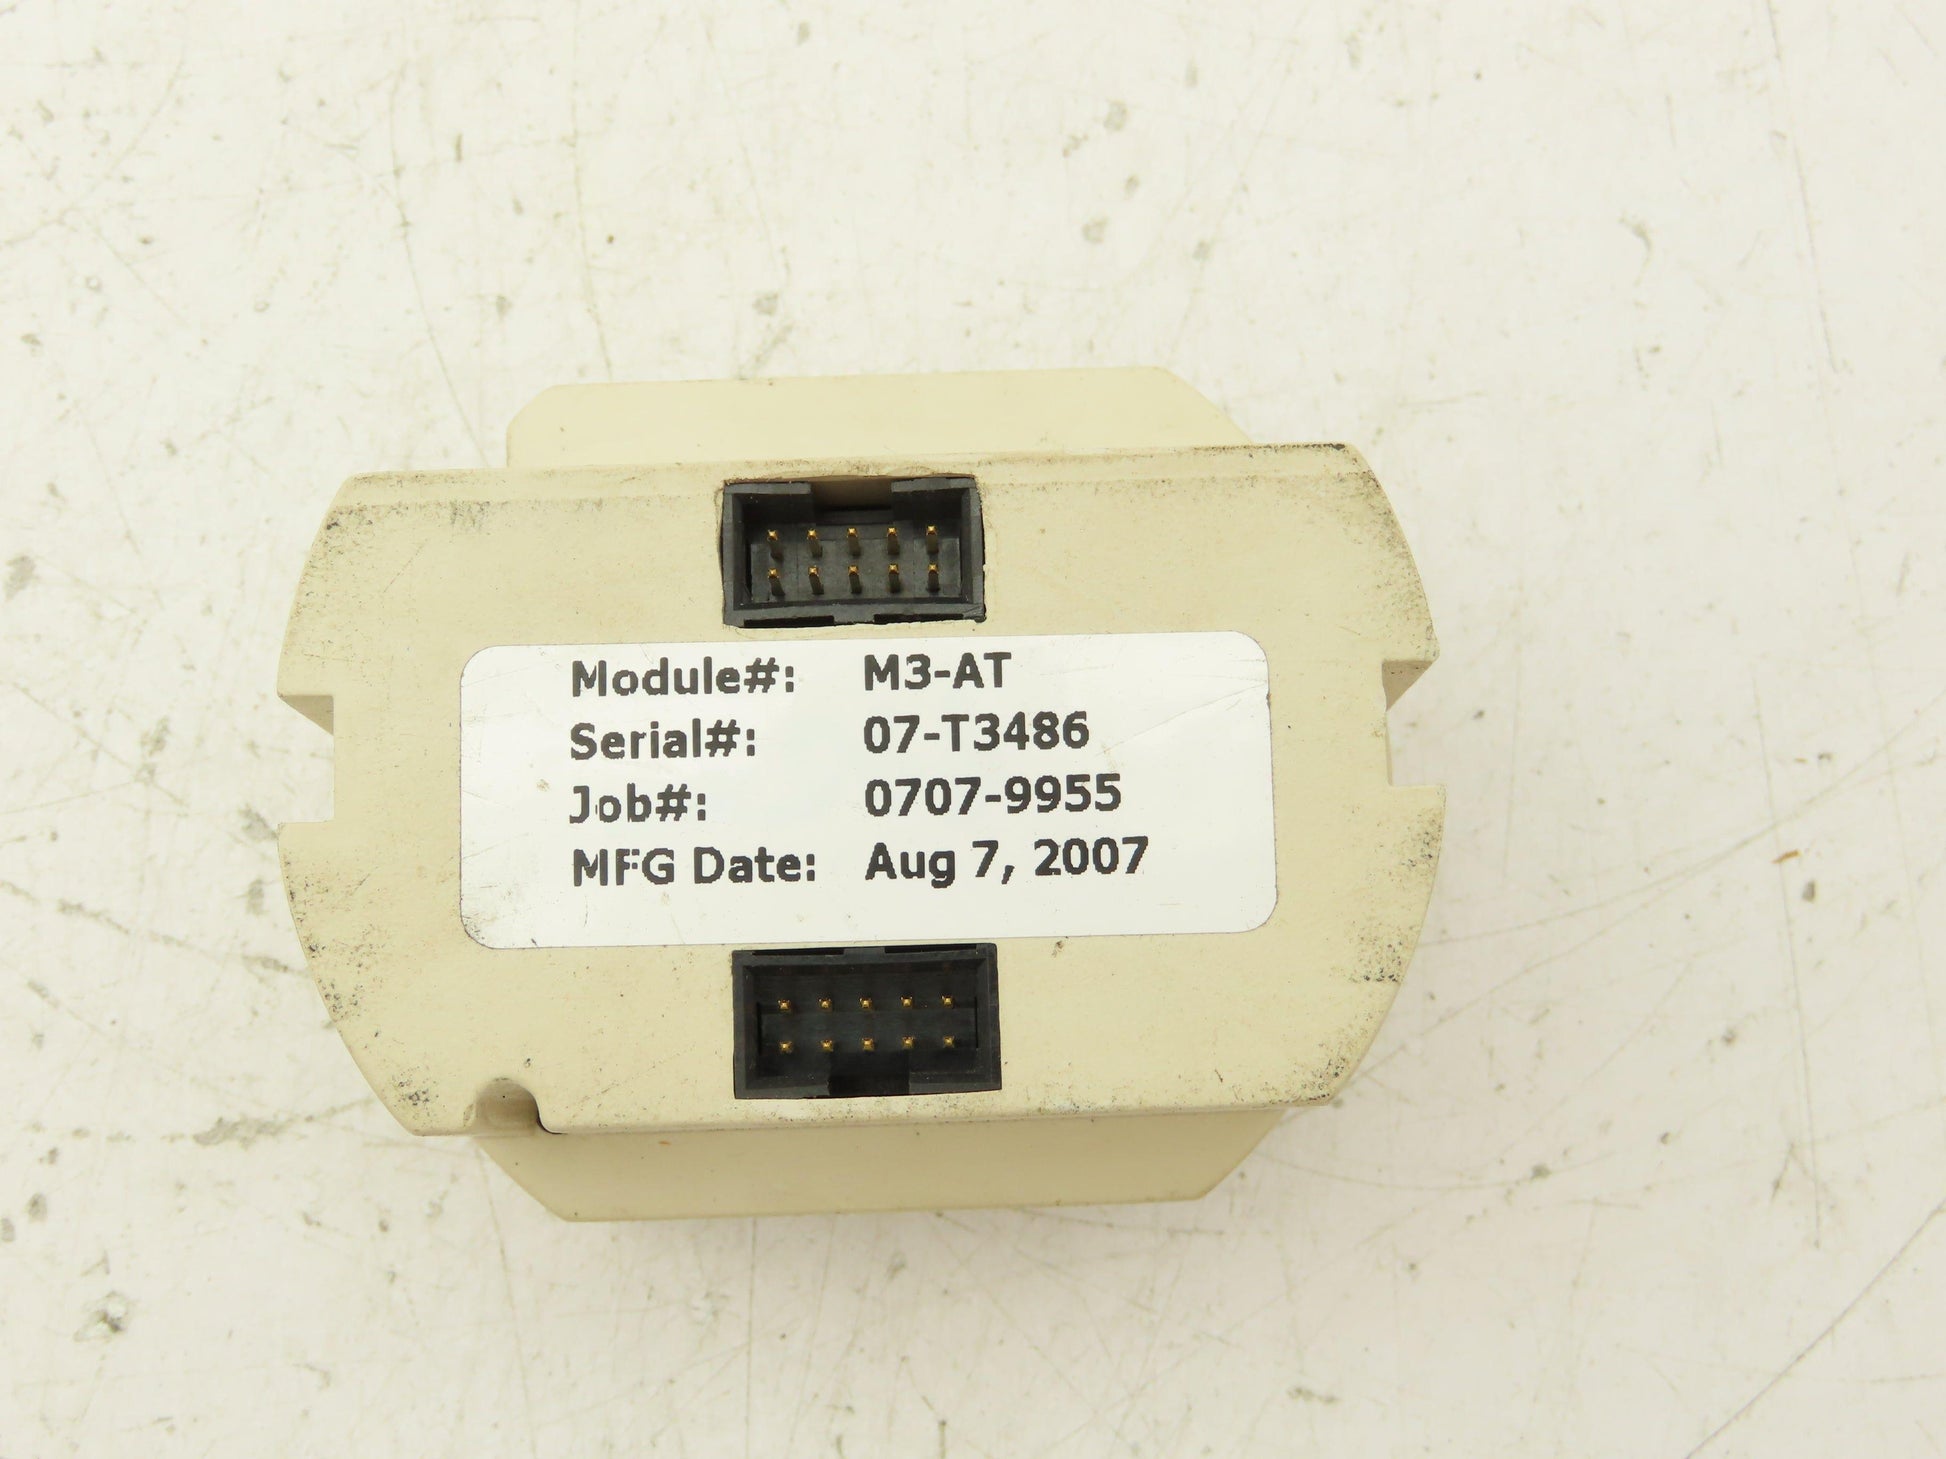 Module#: M3-AT
Serial#: 07-T3486
Job#: 0707-9955
MFG Date: Aug 7, 2007